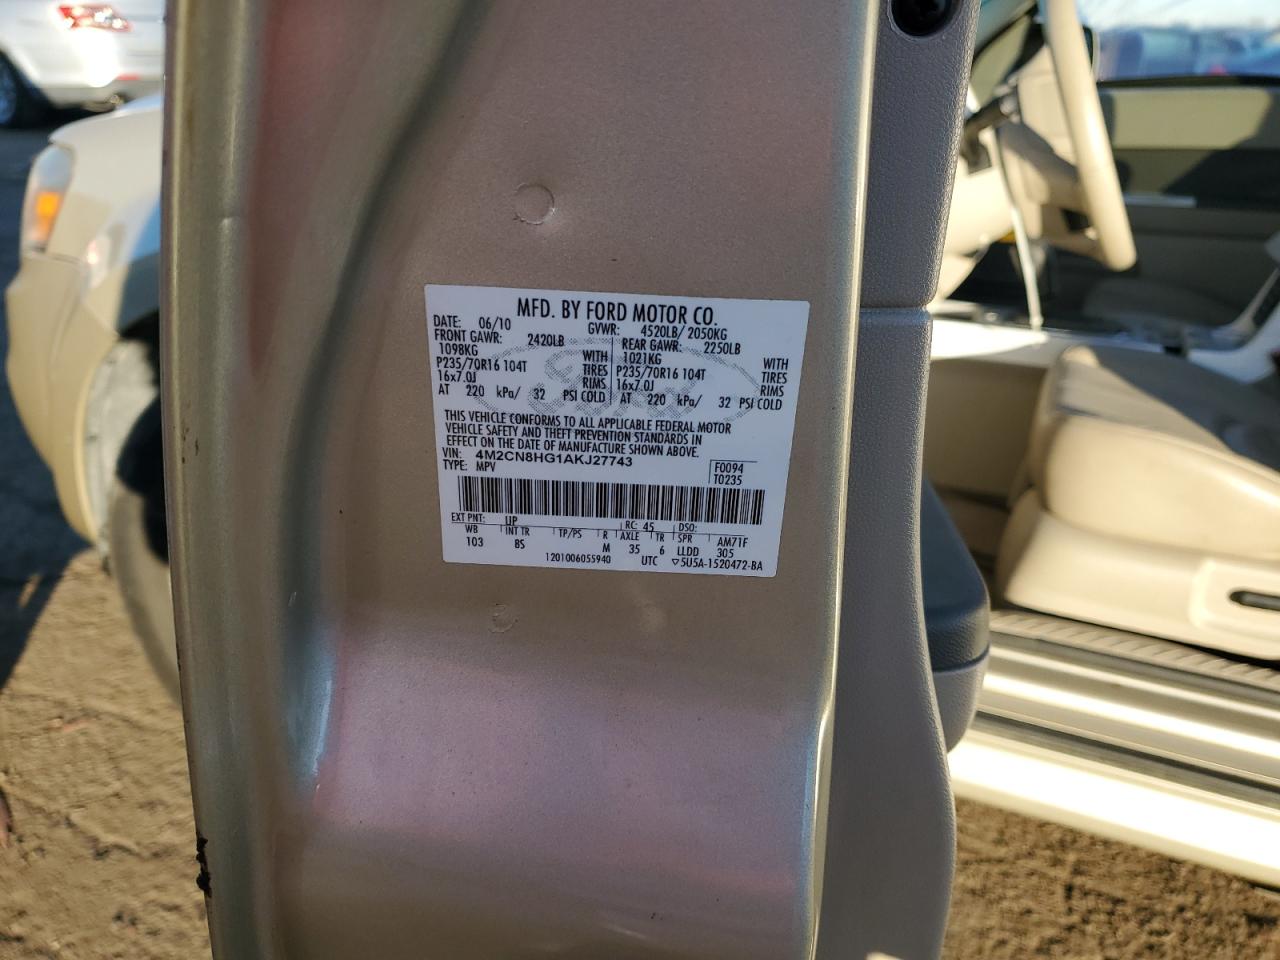 MFD. BY FORD MOTOR CO.
DATE: 06/10 GVWR: 4520LB/ 2050KG
FRONT GAWR: 2420LB REAR GAWR: 2250LB
1098KG WITH 1021KG WITH
P235/70R16 104T TIRES P235/70R16 104T TIRES
16x7.0J RIMS 16x7.0J RIMS
AT 220 kPa/ 32 PSI COLD AT 220 kPa/ 32 PSI COLD
THIS VEHICLE CONFORMS TO ALL APPLICABLE FEDERAL MOTOR
VEHICLE SAFETY AND THEFT PREVENTION STANDARDS IN
EFFECT ON THE DATE OF MANUFACTURE SHOWN ABOVE.
VIN: 4M2CN8HG1AKJ27743
TYPE: MPV
F0094
T0235
EXT PNT: UP RC: 45 DSO:
WB INT TR TP/PS R AXLE TR SPR AM71F
103 BS M 35 6 LLDD 305
1201006055940 UTC ▽5U5A-1520472-BA